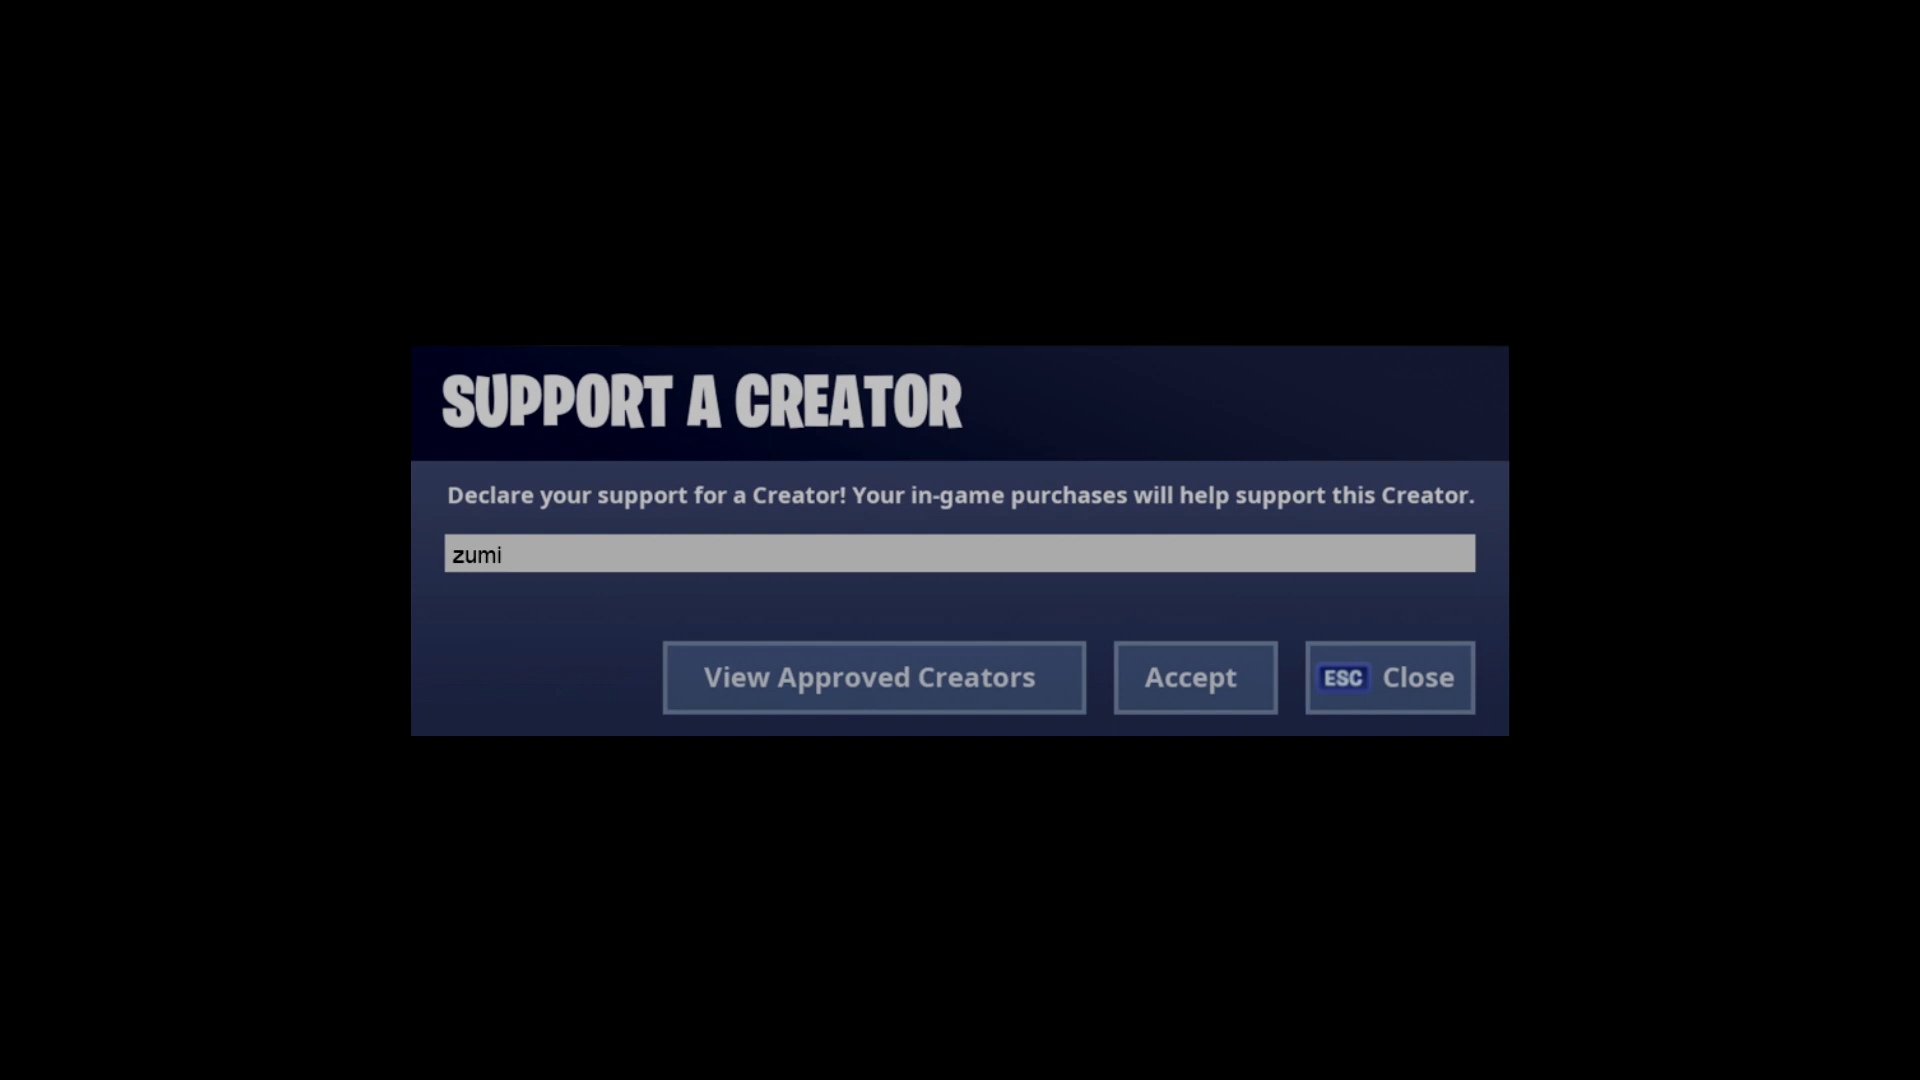 SUPPORT A CREATOR
Declare your support for a Creator! Your in-game purchases will help support this Creator.
zumi
View Approved Creators
Accept
ESC Close